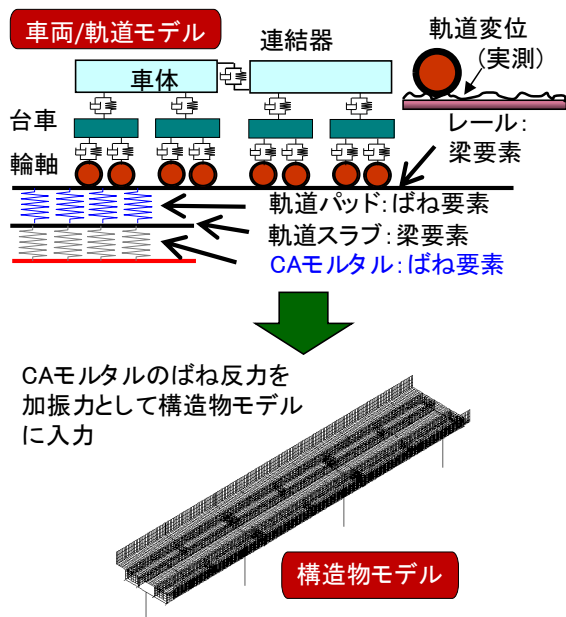 車両/軌道モデル
連結器
軌道変位
(実測)
車体
台車
レール:
梁要素
輪軸
軌道パッド:ばね要素
軌道スラブ:梁要素
CAモルタル:ばね要素
CAモルタルのばね反力を
加振力として構造物モデル
に入力
構造物モデル